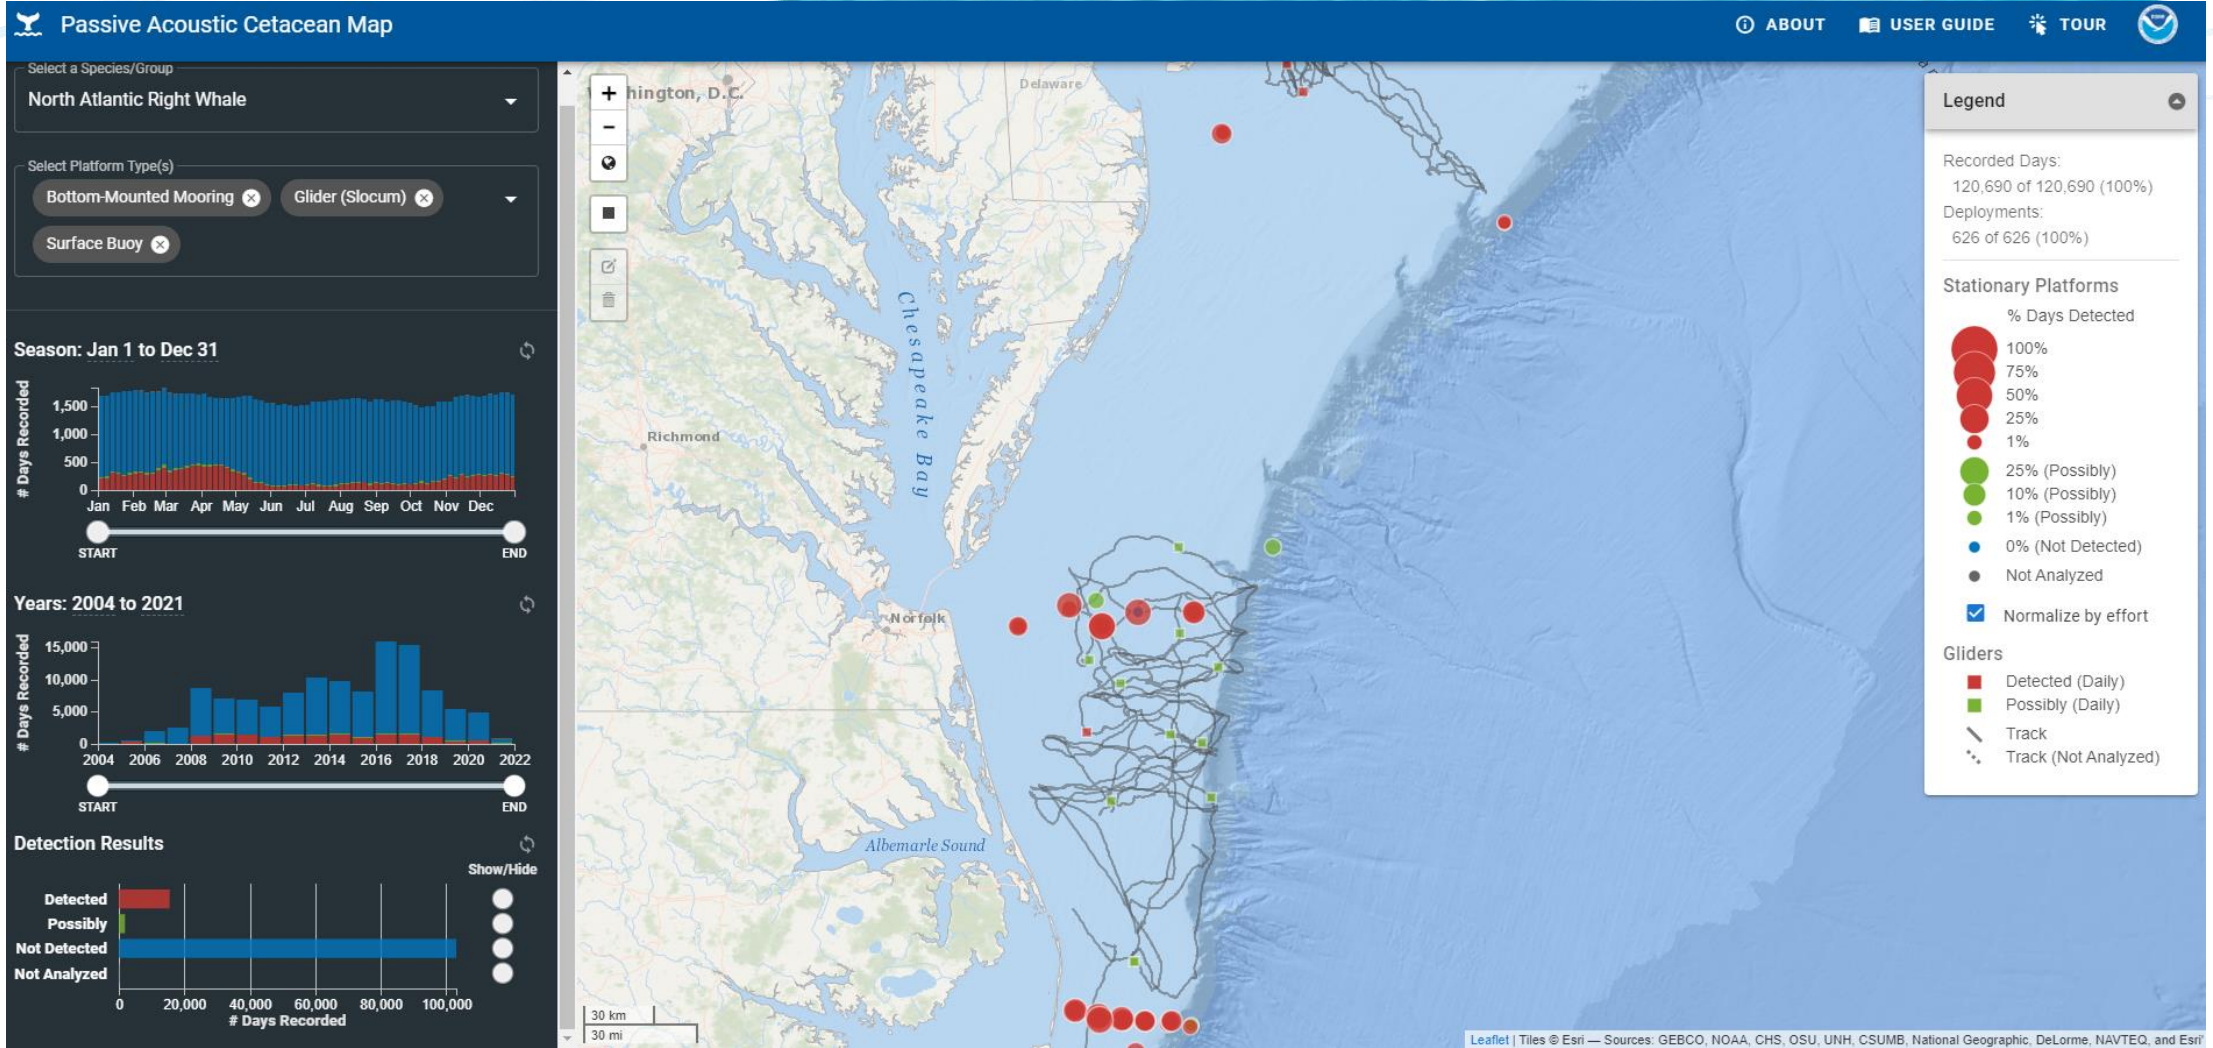 Passive Acoustic Cetacean Map
ABOUT
USER GUIDE
TOUR
Select a Species/Group
North Atlantic Right Whale
Select Platform Type(s)
Bottom-Mounted Mooring
Glider (Slocum)
Surface Buoy
Season: Jan 1 to Dec 31
# Days Recorded
1,500
1,000
500
0
Jan Feb Mar Apr May Jun Jul Aug Sep Oct Nov Dec
START
END
Years: 2004 to 2021
# Days Recorded
15,000
10,000
5,000
0
2004 2006 2008 2010 2012 2014 2016 2018 2020 2022
START
END
Detection Results
Show/Hide
Detected
Possibly
Not Detected
Not Analyzed
0 20,000 40,000 60,000 80,000 100,000
# Days Recorded
+
−
hington, D.C.
Delaware
Richmond
Chesapeake Bay
Norfolk
Albemarle Sound
30 km
30 mi
Legend
Recorded Days:
120,690 of 120,690 (100%)
Deployments:
626 of 626 (100%)
Stationary Platforms
% Days Detected
100%
75%
50%
25%
1%
25% (Possibly)
10% (Possibly)
1% (Possibly)
0% (Not Detected)
Not Analyzed
Normalize by effort
Gliders
Detected (Daily)
Possibly (Daily)
Track
Track (Not Analyzed)
Leaflet | Tiles © Esri — Sources: GEBCO, NOAA, CHS, OSU, UNH, CSUMB, National Geographic, DeLorme, NAVTEQ, and Esri